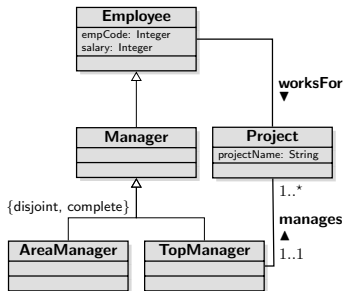 Employee
empCode: Integer
salary: Integer
worksFor
▼
Manager
Project
projectName: String
1..*
{disjoint, complete}
manages
▲
1..1
AreaManager
TopManager